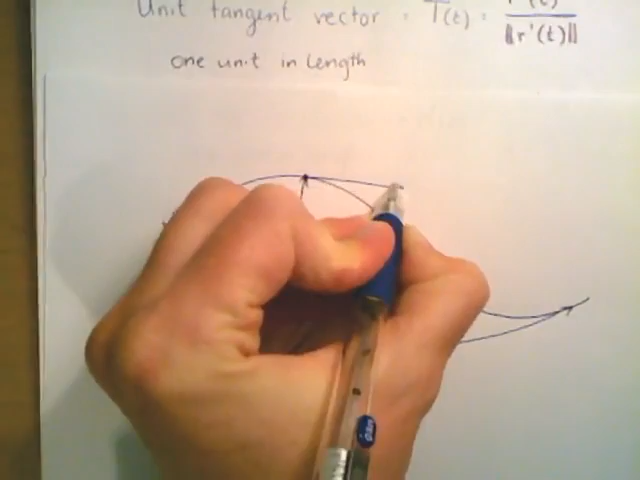 Unit tangent vector = T(t) = r'(t) / ||r'(t)||
one unit in length